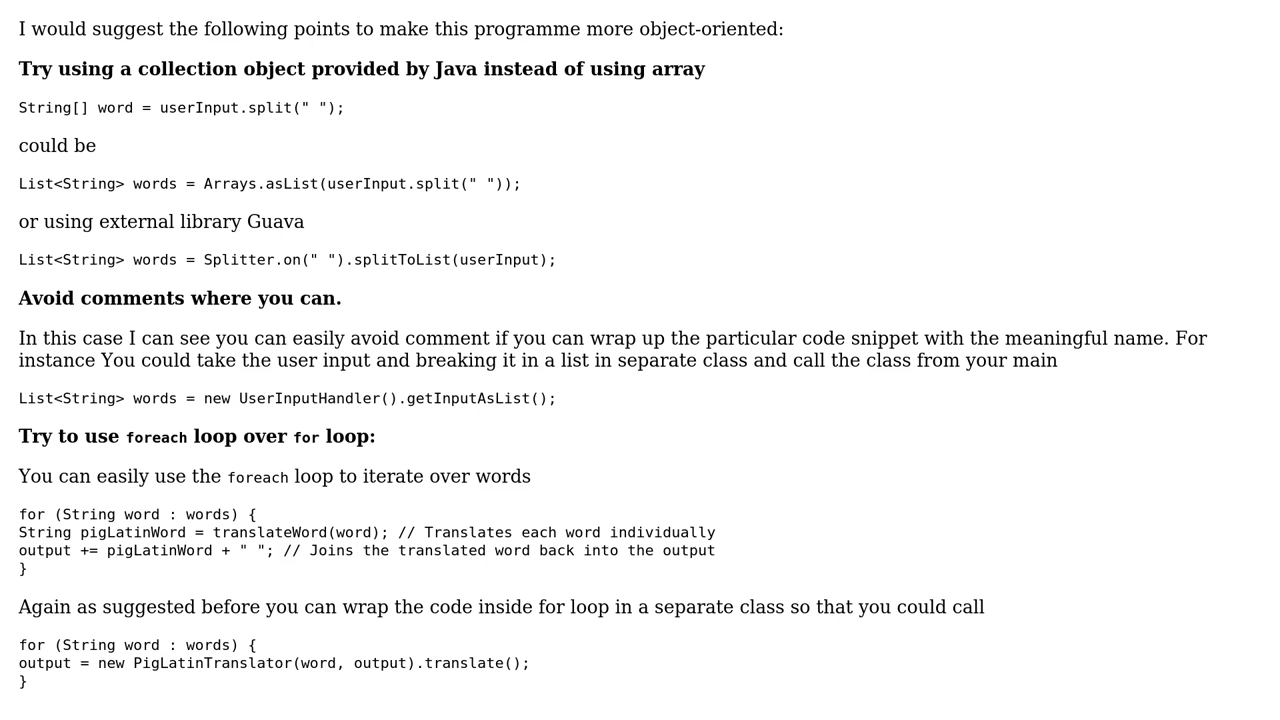 I would suggest the following points to make this programme more object-oriented:
Try using a collection object provided by Java instead of using array
String[] word = userInput.split(" ");
could be
List<String> words = Arrays.asList(userInput.split(" "));
or using external library Guava
List<String> words = Splitter.on(" ").splitToList(userInput);
Avoid comments where you can.
In this case I can see you can easily avoid comment if you can wrap up the particular code snippet with the meaningful name. For
instance You could take the user input and breaking it in a list in separate class and call the class from your main
List<String> words = new UserInputHandler().getInputAsList();
Try to use foreach loop over for loop:
You can easily use the foreach loop to iterate over words
for (String word : words) {
String pigLatinWord = translateWord(word); // Translates each word individually
output += pigLatinWord + " "; // Joins the translated word back into the output
}
Again as suggested before you can wrap the code inside for loop in a separate class so that you could call
for (String word : words) {
output = new PigLatinTranslator(word, output).translate();
}